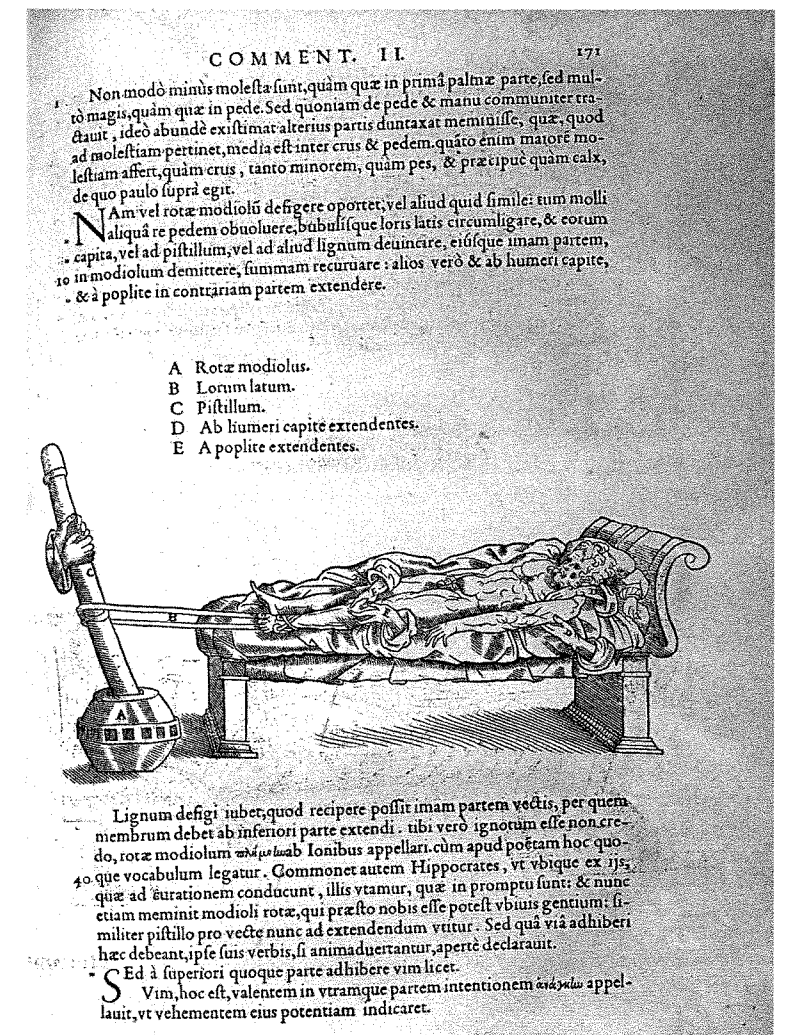 COMMENT. II. 171
1 Non modò minùs molesta sunt, quàm quæ in primâ palmæ parte, sed mul-
tò magis, quàm quæ in pede. Sed quoniam de pede & manu communiter tra-
ctauit, ideò abundè existimat alterius partis duntaxat meminisse, quæ, quod
ad molestiam pertinet, media est inter crus & pedem. quāto enim maiorē mo-
lestiam affert, quàm crus, tanto minorem, quàm pes, & præcipuè quàm calx,
de quo paulo suprà egit.
NAm vel rotæ modiolū defigere oportet, vel aliud quid simile: tum molli
aliquâ re pedem obuoluere, bubulisque loris latis circumligare, & eorum
capita, vel ad pistillum, vel ad aliud lignum deuincire, eiúsque imam partem,
10 in modiolum demittere, summam recuruare: alios verò & ab humeri capite,
& à poplite in contrariam partem extendere.
A Rotæ modiolus.
B Lorum latum.
C Pistillum.
D Ab humeri capite extendentes.
E A poplite extendentes.
C
B
A
Lignum defigi iubet, quod recipere possit imam partem vectis, per quem
membrum debet ab inferiori parte extendi. tibi verò ignotum esse non cre-
do, rotæ modiolum ab Ionibus appellari. cùm apud poëtam hoc quo-
40 que vocabulum legatur. Commonet autem Hippocrates, vt vbique ex ijs,
quæ ad curationem conducunt, illis vtamur, quæ in promptu sunt: & nunc
etiam meminit modioli rotæ, qui præsto nobis esse potest vbiuis gentium: si-
militer pistillo pro vecte nunc ad extendendum vtitur. Sed quâ viâ adhiberi
hæc debeant, ipse suis verbis, si animaduertantur, apertè declarauit.
SEd à superiori quoque parte adhibere vim licet.
Vim, hoc est, valentem in vtramque partem intentionem ἀνάγκω appel-
lauit, vt vehementem eius potentiam indicaret.